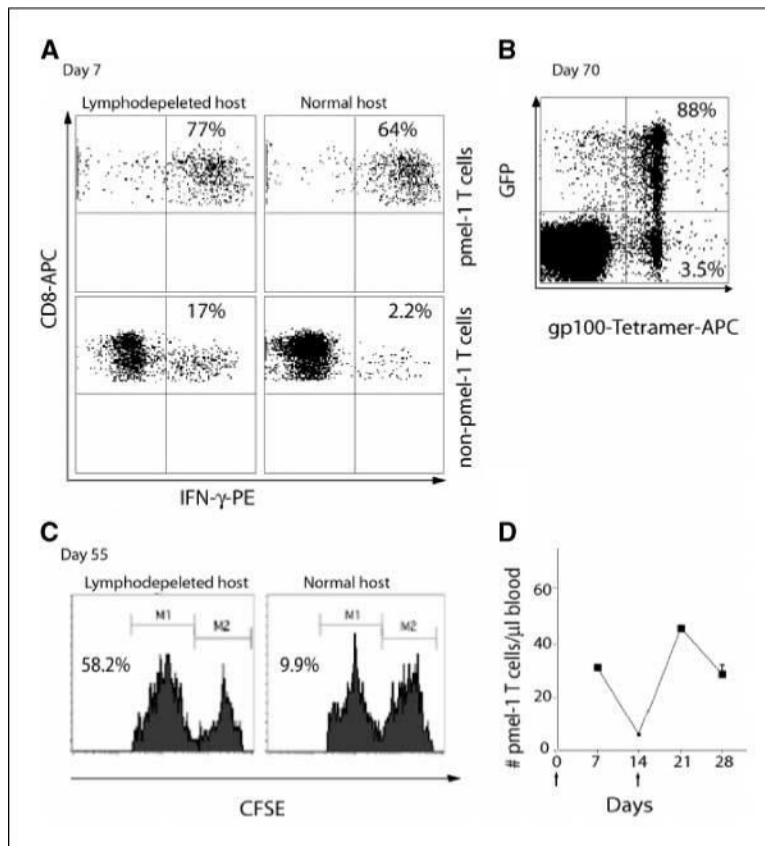 A
Day 7
Lymphodepeleted host
Normal host
77%
64%
17%
2.2%
CD8-APC
pmel-1 T cells
non-pmel-1 T cells
IFN-γ-PE
B
Day 70
88%
3.5%
GFP
gp100-Tetramer-APC
C
Day 55
Lymphodepeleted host
Normal host
M1
M2
58.2%
M1
M2
9.9%
CFSE
D
# pmel-1 T cells/µl blood
60
40
20
0
0 7 14 21 28
Days